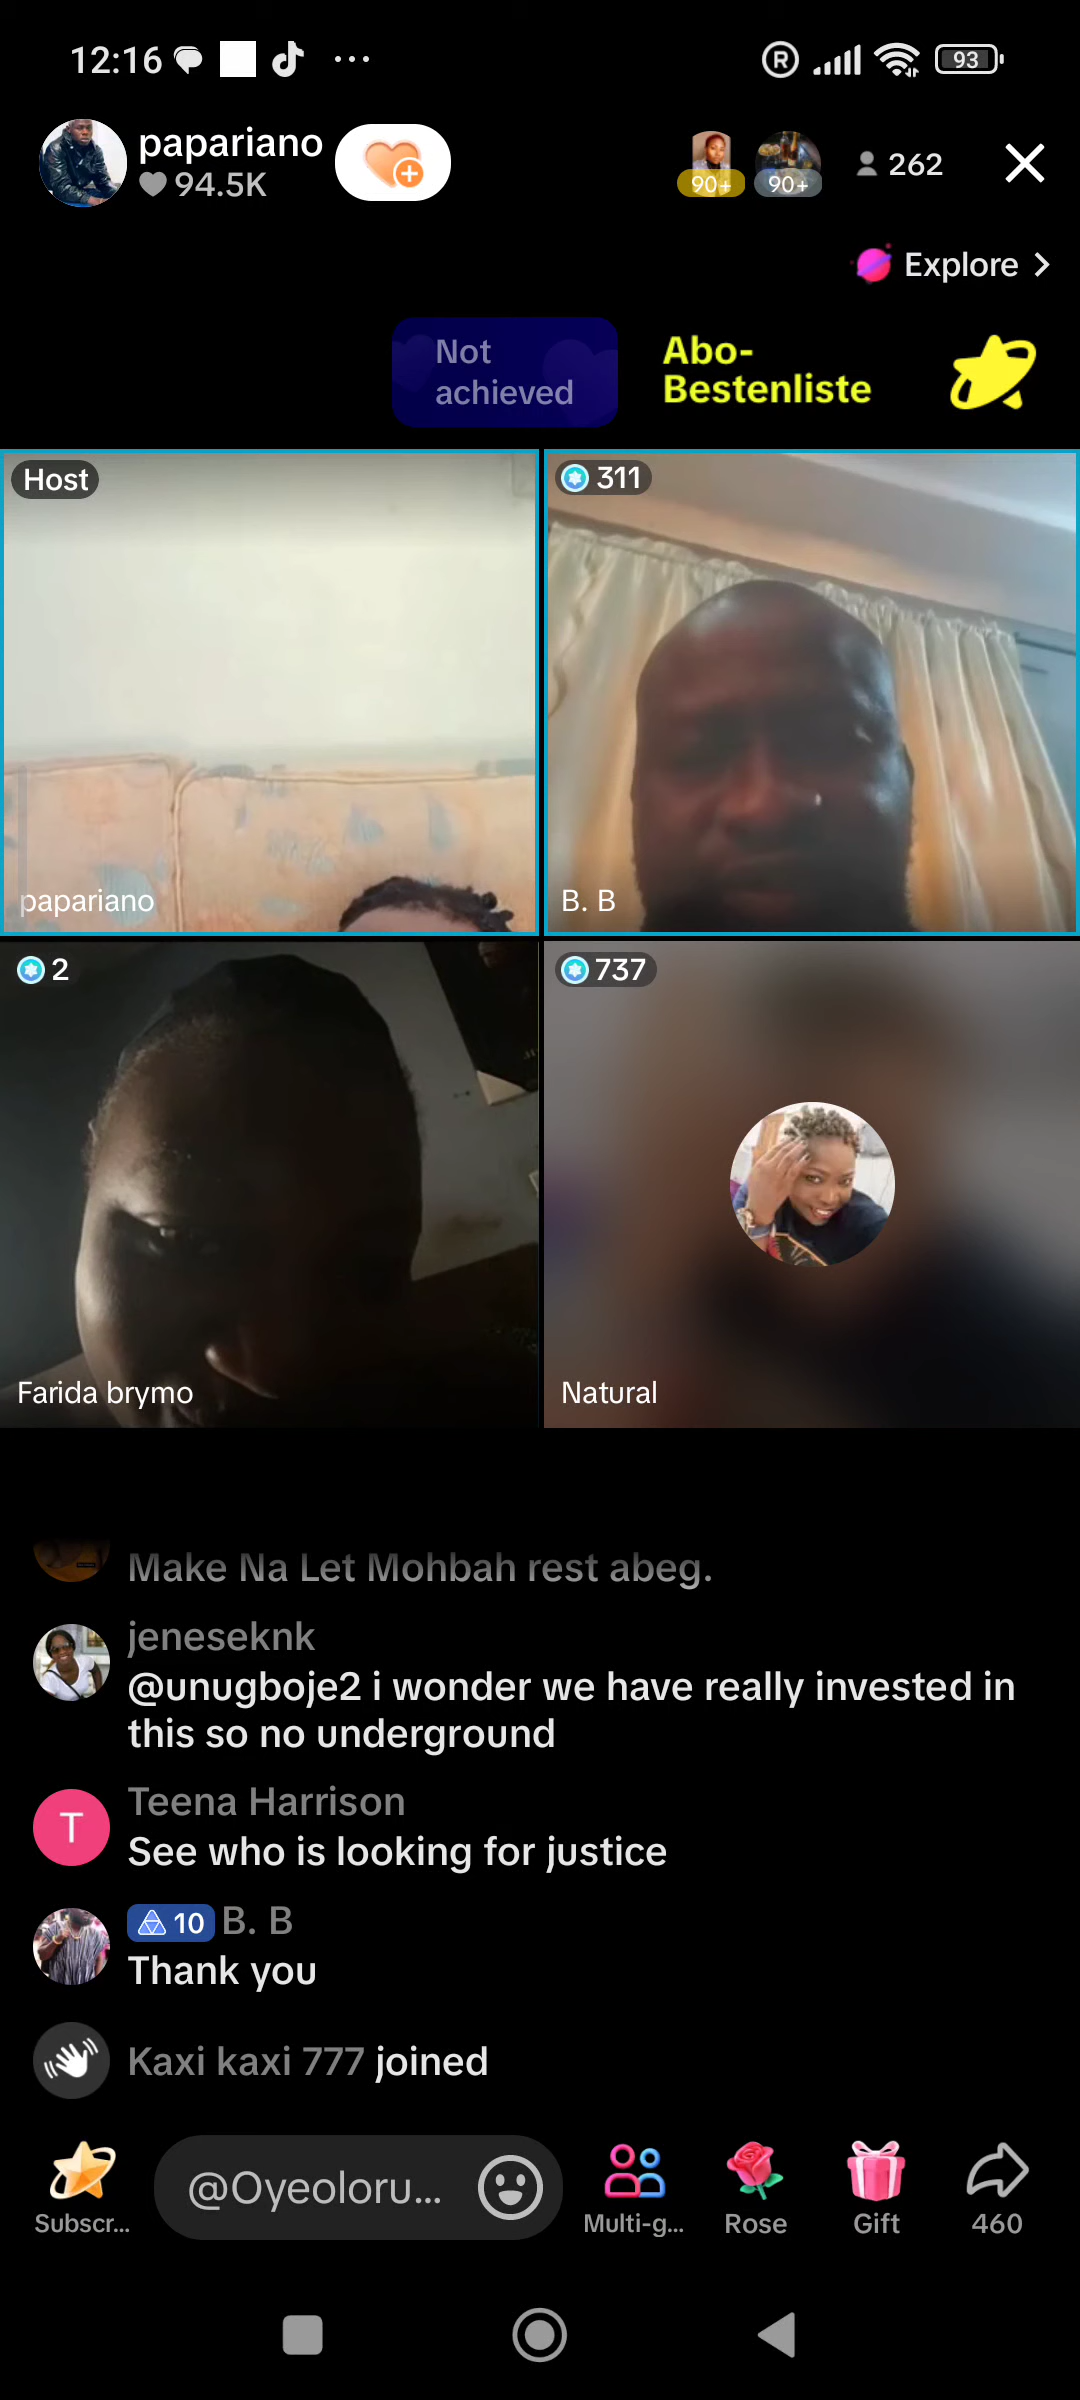 12:16
R
93
papariano
94.5K
90+
90+
262
Explore
Not
achieved
Abo-
Bestenliste
Host
311
papariano
B. B
2
737
Farida brymo
Natural
Make Na Let Mohbah rest abeg.
jeneseknk
@unugboje2 i wonder we have really invested in
this so no underground
T
Teena Harrison
See who is looking for justice
10 B. B
Thank you
Kaxi kaxi 777 joined
@Oyeoloru...
Subscr...
Multi-g...
Rose
Gift
460